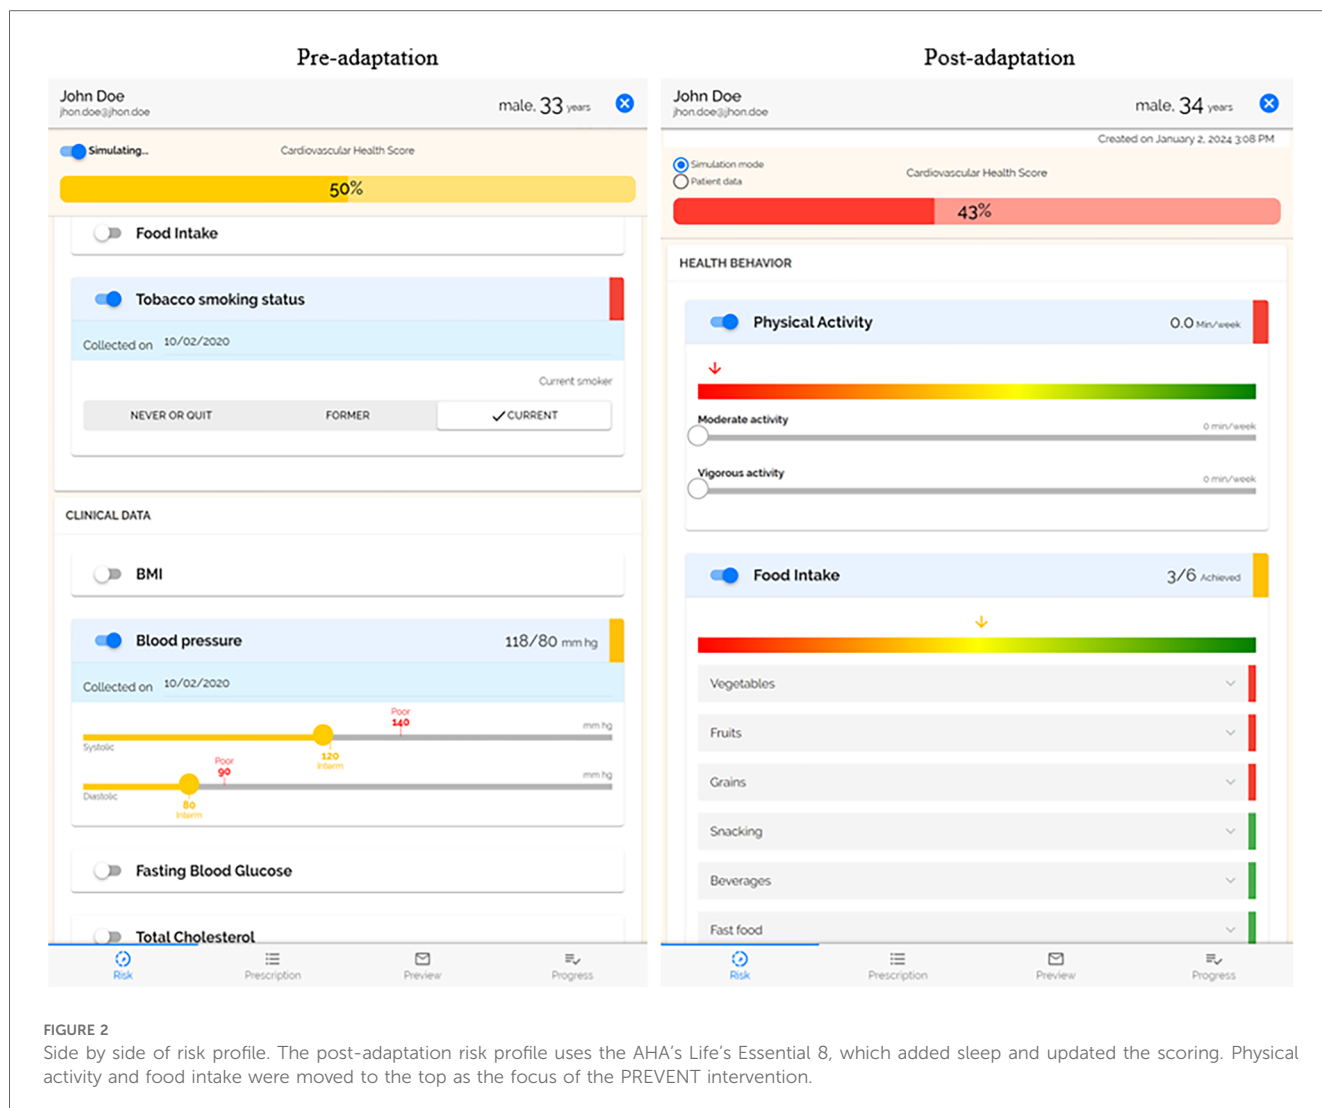 Pre-adaptation
John Doe
jhon.doe@jhon.doe
male, 33 years
Simulating...
Cardiovascular Health Score
50%
Food Intake
Tobacco smoking status
Collected on 10/02/2020
Current smoker
NEVER OR QUIT FORMER CURRENT
CLINICAL DATA
BMI
Blood pressure 118/80 mm hg
Collected on 10/02/2020
Poor
140
mm hg
Systolic
120
Interm
Poor
90
mm hg
Diastolic
80
Interm
Fasting Blood Glucose
Total Cholesterol
Risk Prescription Preview Progress
Post-adaptation
John Doe
jhon.doe@jhon.doe
male, 34 years
Created on January 2, 2024 3:08 PM
Simulation mode
Patient data
Cardiovascular Health Score
43%
HEALTH BEHAVIOR
Physical Activity 0.0 Min/week
Moderate activity
0 min/week
Vigorous activity
0 min/week
Food Intake 3/6 Achieved
Vegetables
Fruits
Grains
Snacking
Beverages
Fast food
Risk Prescription Preview Progress
FIGURE 2
Side by side of risk profile. The post-adaptation risk profile uses the AHA's Life's Essential 8, which added sleep and updated the scoring. Physical
activity and food intake were moved to the top as the focus of the PREVENT intervention.